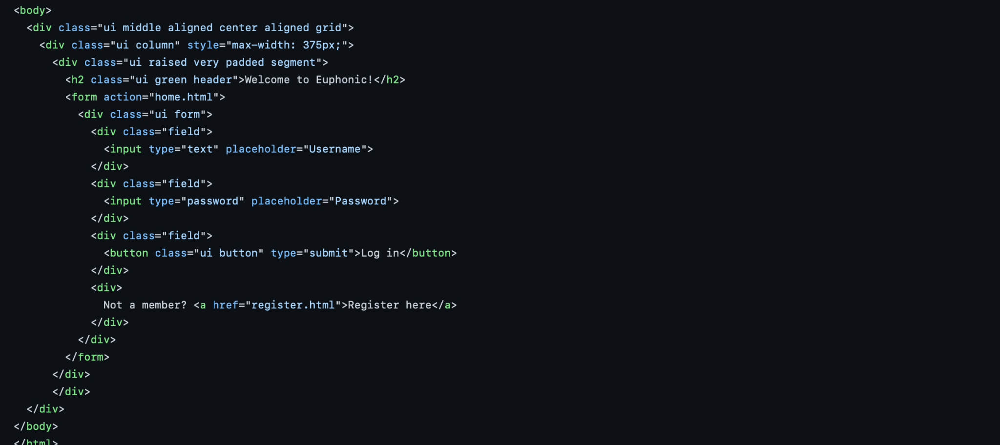 <body>
  <div class="ui middle aligned center aligned grid">
    <div class="ui column" style="max-width: 375px;">
      <div class="ui raised very padded segment">
        <h2 class="ui green header">Welcome to Euphonic!</h2>
        <form action="home.html">
          <div class="ui form">
            <div class="field">
              <input type="text" placeholder="Username">
            </div>
            <div class="field">
              <input type="password" placeholder="Password">
            </div>
            <div class="field">
              <button class="ui button" type="submit">Log in</button>
            </div>
            <div>
              Not a member? <a href="register.html">Register here</a>
            </div>
          </div>
        </form>
      </div>
      </div>
  </div>
</body>
</html>